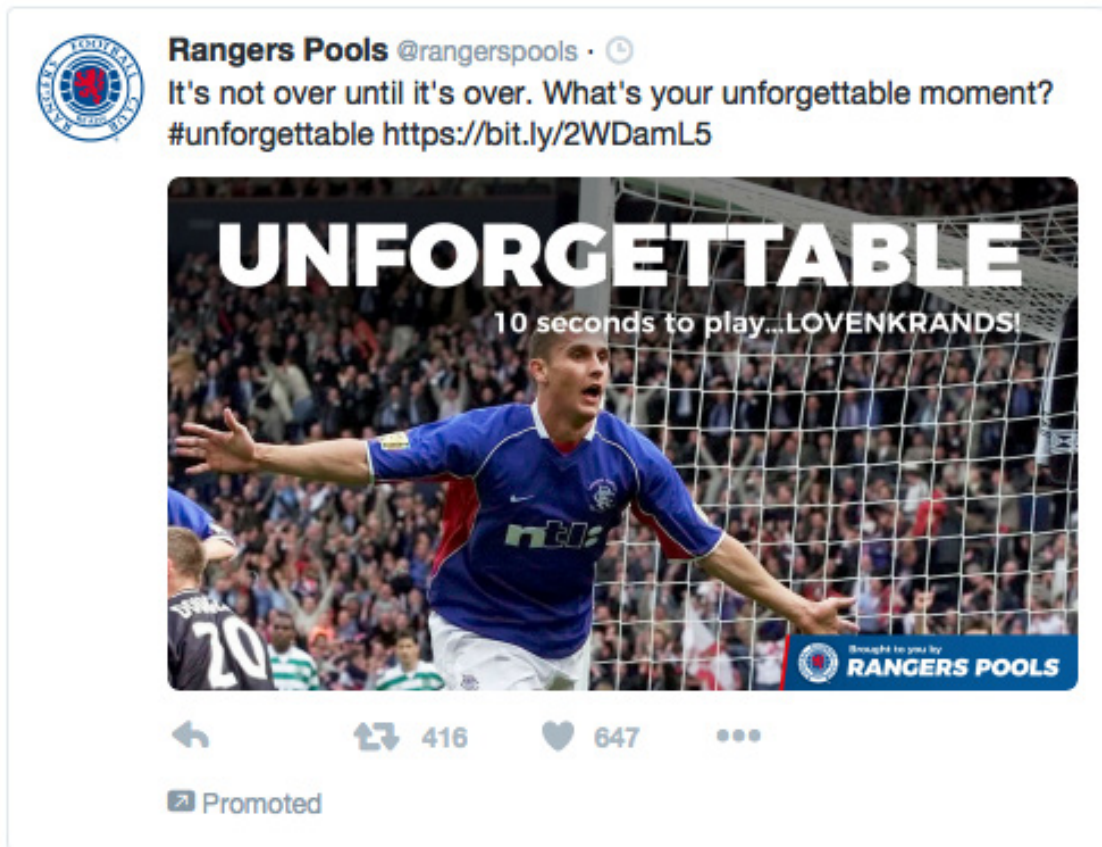 Rangers Pools @rangerspools ·
It's not over until it's over. What's your unforgettable moment?
#unforgettable https://bit.ly/2WDamL5
UNFORGETTABLE
10 seconds to play...LOVENKRANDS!
ntl:
20
Brought to you by
RANGERS POOLS
416 647
Promoted